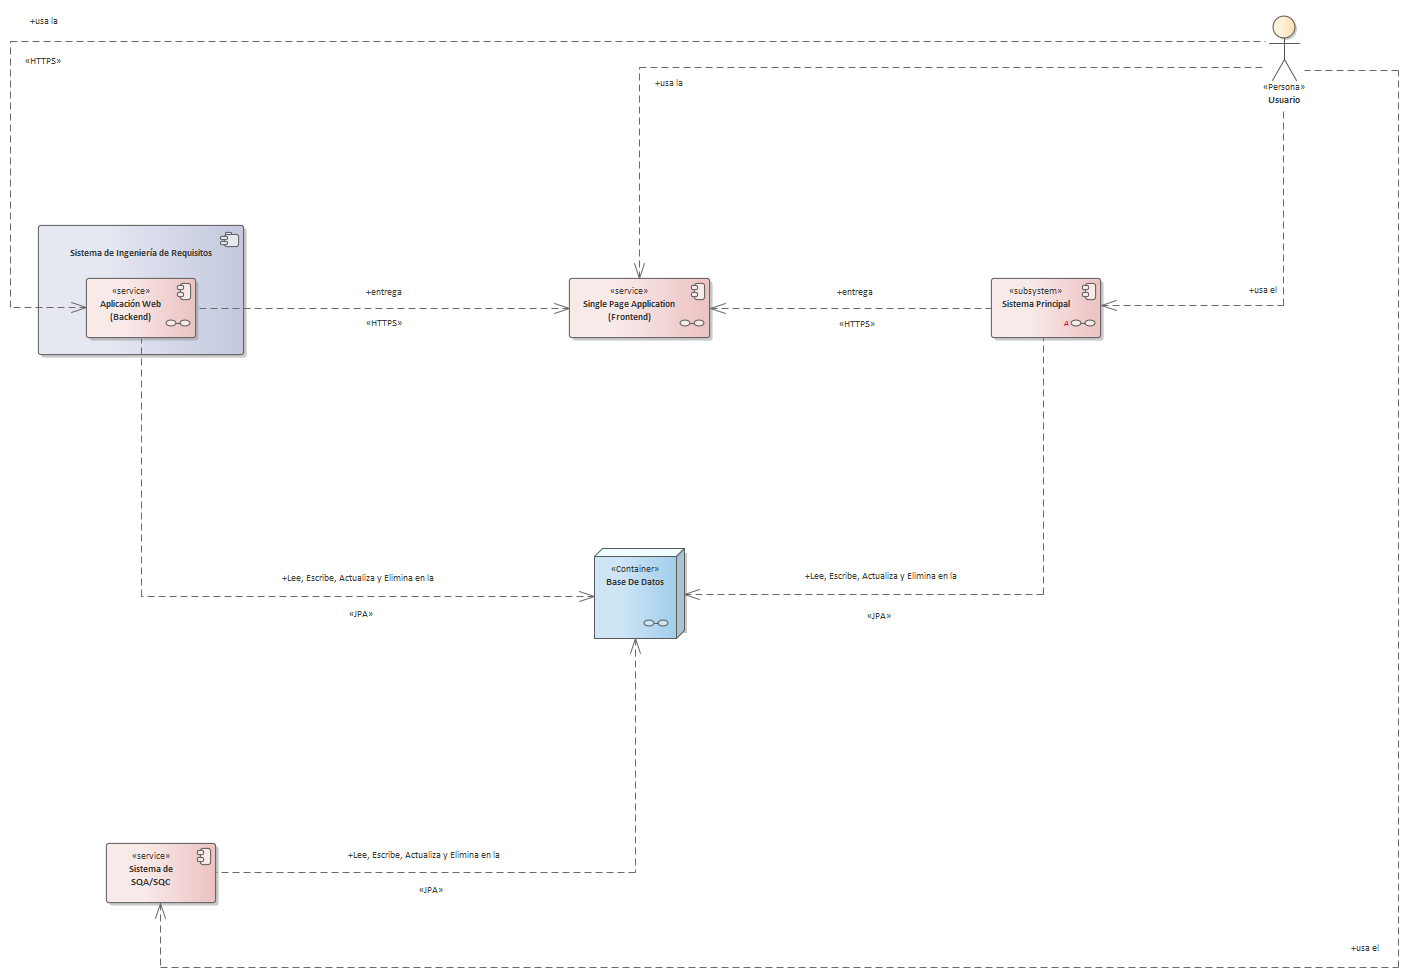 +usa la
«HTTPS»
+usa la
«Persona»
Usuario
Sistema de Ingeniería de Requisitos
«service»
Aplicación Web
(Backend)
+entrega
«HTTPS»
«service»
Single Page Application
(Frontend)
+entrega
«HTTPS»
«subsystem»
Sistema Principal
A
+usa el
+Lee, Escribe, Actualiza y Elimina en la
«JPA»
«Container»
Base De Datos
+Lee, Escribe, Actualiza y Elimina en la
«JPA»
«service»
Sistema de
SQA/SQC
+Lee, Escribe, Actualiza y Elimina en la
«JPA»
+usa el